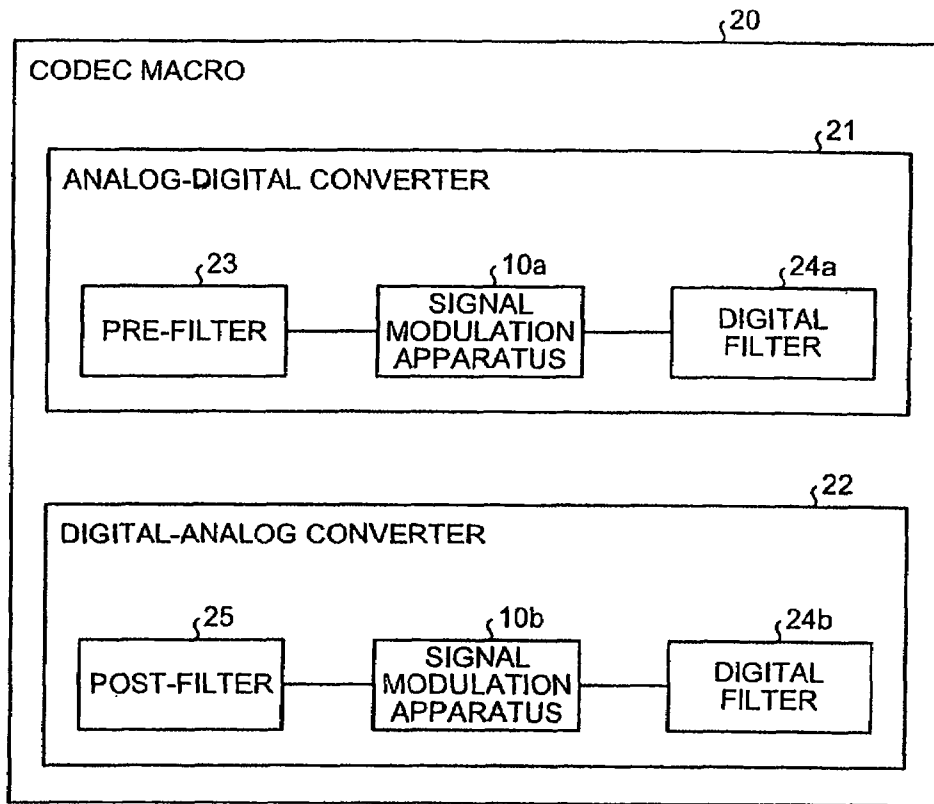 20
CODEC MACRO
21
ANALOG-DIGITAL CONVERTER
23
PRE-FILTER
10a
SIGNAL
MODULATION
APPARATUS
24a
DIGITAL
FILTER
22
DIGITAL-ANALOG CONVERTER
25
POST-FILTER
10b
SIGNAL
MODULATION
APPARATUS
24b
DIGITAL
FILTER